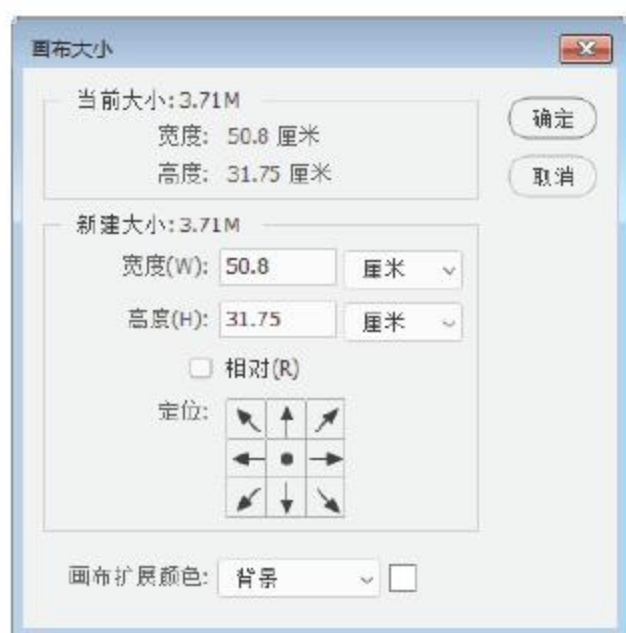 画布大小
当前大小:3.71M
宽度: 50.8 厘米
高度: 31.75 厘米
确定
取消
新建大小:3.71M
宽度(W): 50.8 厘米
高度(H): 31.75 厘米
相对(R)
定位:
画布扩展颜色: 背景